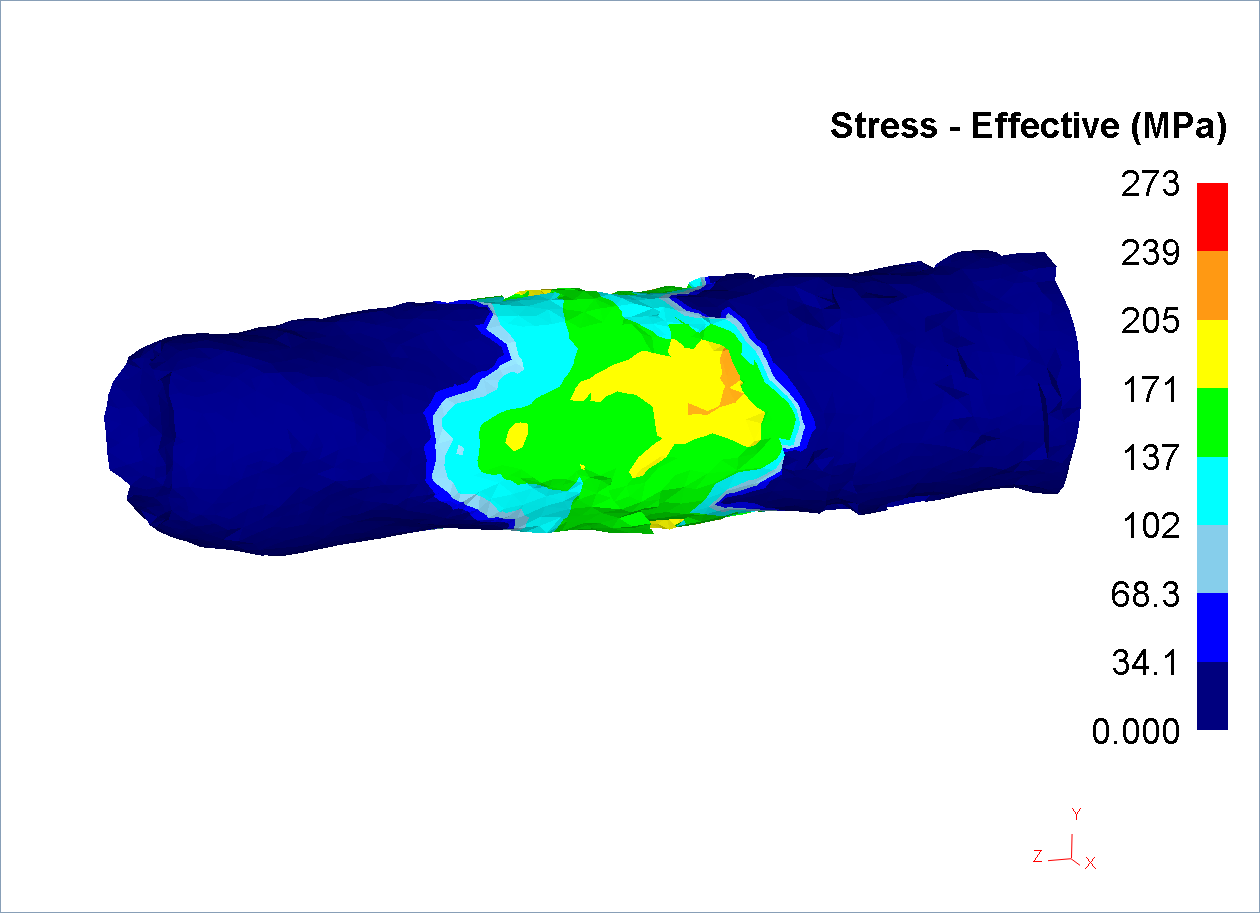 Stress - Effective (MPa)
273
239
205
171
137
102
68.3
34.1
0.000
Y
Z
X